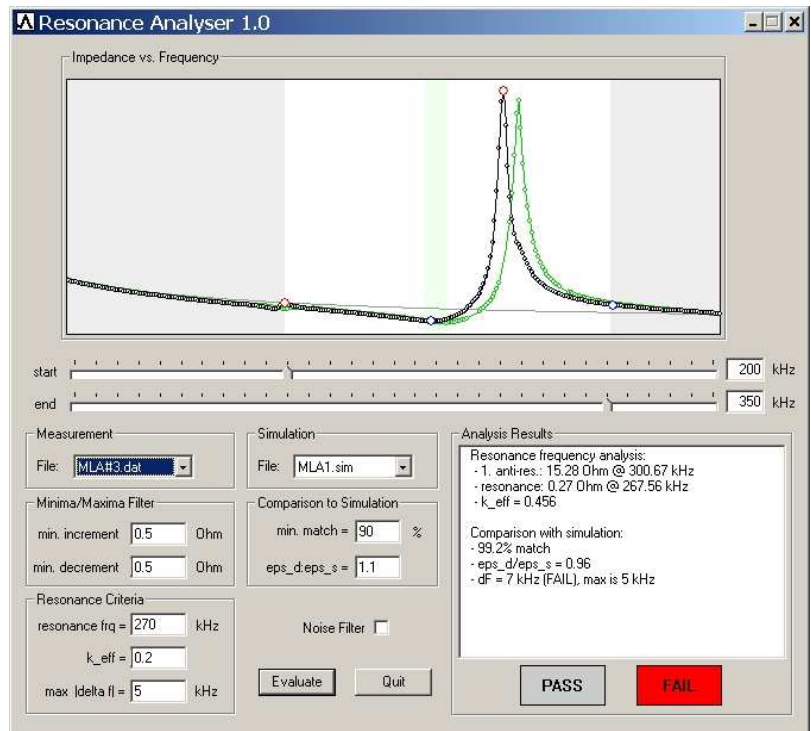 Resonance Analyser 1.0
Impedance vs. Frequency
start 200 kHz
end 350 kHz
Measurement
File: MLA#3.dat
Simulation
File: MLA1.sim
Minima/Maxima Filter
min. increment 0.5 Ohm
min. decrement 0.5 Ohm
Comparison to Simulation
min. match = 90 %
eps_d:eps_s = 1.1
Resonance Criteria
resonance frq = 270 kHz
k_eff = 0.2
max |delta f| = 5 kHz
Noise Filter
Evaluate
Quit
Analysis Results
Resonance frequency analysis:
- 1. anti-res.: 15.28 Ohm @ 300.67 kHz
- resonance: 0.27 Ohm @ 267.56 kHz
- k_eff = 0.456
Comparison with simulation:
- 99.2% match
- eps_d/eps_s = 0.96
- dF = 7 kHz (FAIL), max is 5 kHz
PASS
FAIL